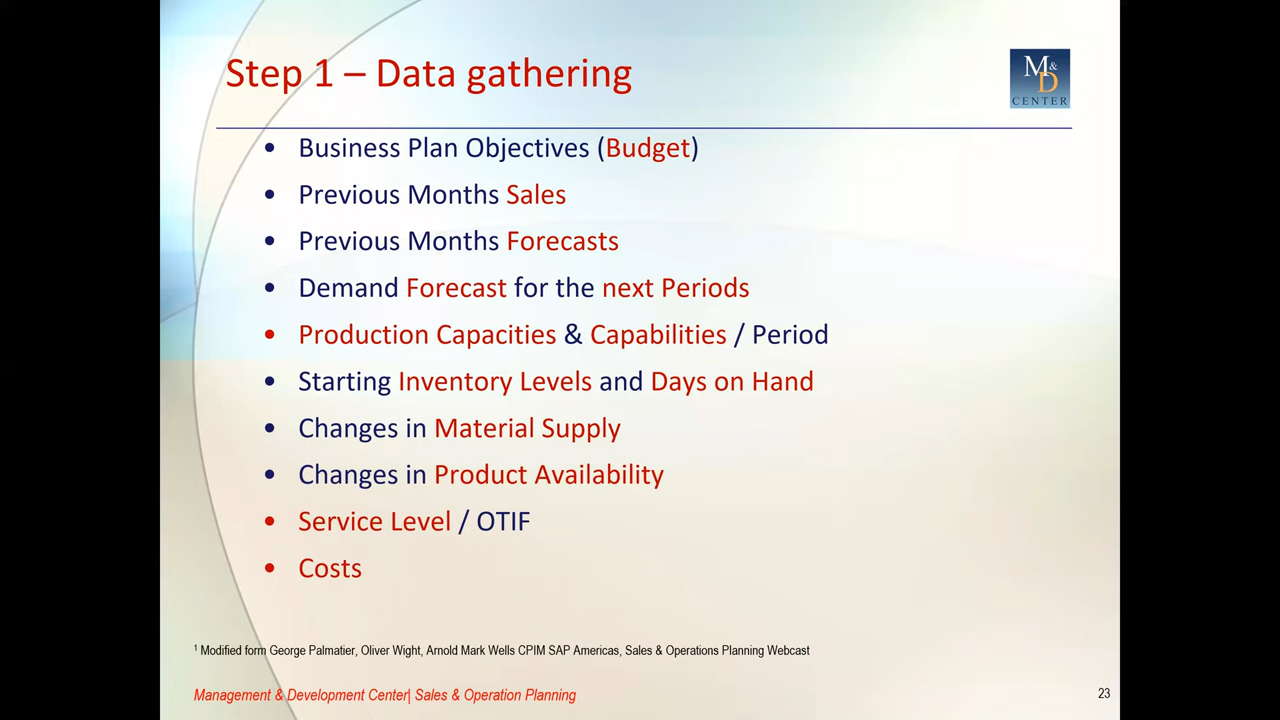 Step 1 – Data gathering
M&D
CENTER
• Business Plan Objectives (Budget)
• Previous Months Sales
• Previous Months Forecasts
• Demand Forecast for the next Periods
• Production Capacities & Capabilities / Period
• Starting Inventory Levels and Days on Hand
• Changes in Material Supply
• Changes in Product Availability
• Service Level / OTIF
• Costs
1 Modified form George Palmatier, Oliver Wight, Arnold Mark Wells CPIM SAP Americas, Sales & Operations Planning Webcast
Management & Development Center| Sales & Operation Planning
23